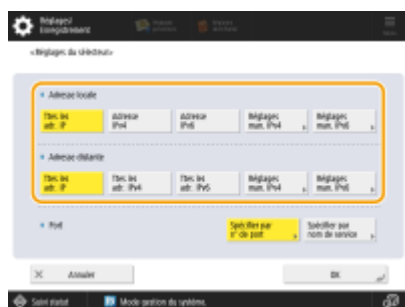 Réglages/
Enregistrement
<Réglages du sélecteur>
Adresse locale
Ttes les adr. IP
Adresse IPv4
Adresse IPv6
Réglages man. IPv4
Réglages man. IPv6
Adresse distante
Ttes les adr. IP
Ttes les adr. IPv4
Ttes les adr. IPv6
Réglages man. IPv4
Réglages man. IPv6
Port
Spécifier par n° de port
Spécifier par nom de service
Annuler
OK
Suivi statut
Mode gestion du système.